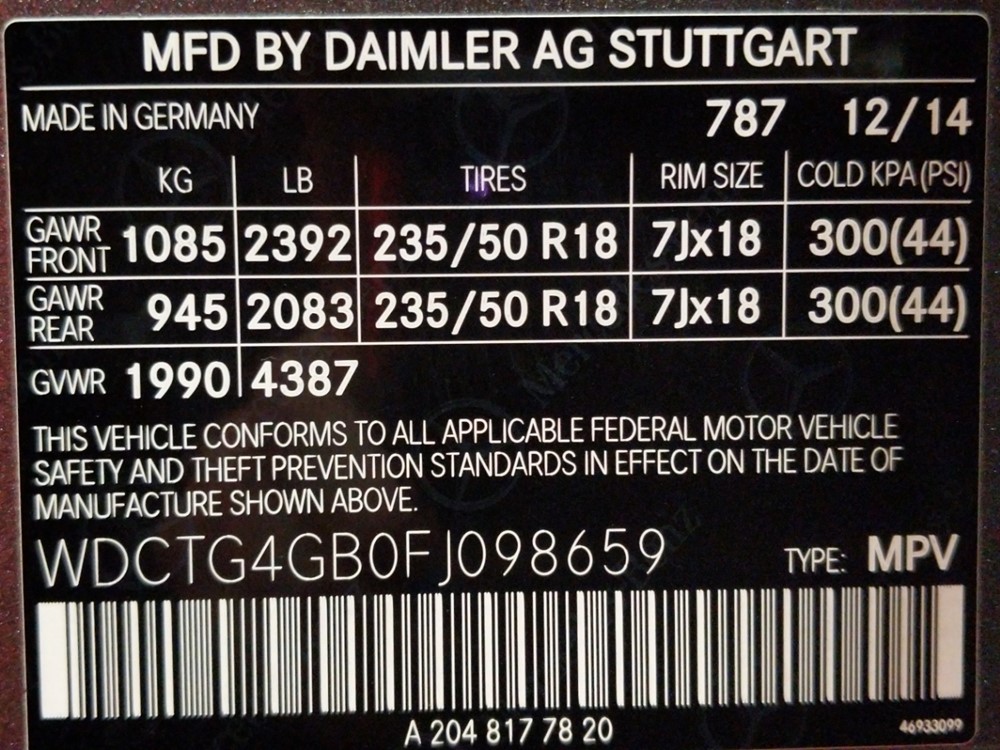 MFD BY DAIMLER AG STUTTGART
MADE IN GERMANY 787 12/14
KG LB TIRES RIM SIZE COLD KPA (PSI)
GAWR FRONT 1085 2392 235/50 R18 7Jx18 300(44)
GAWR REAR 945 2083 235/50 R18 7Jx18 300(44)
GVWR 1990 4387
THIS VEHICLE CONFORMS TO ALL APPLICABLE FEDERAL MOTOR VEHICLE
SAFETY AND THEFT PREVENTION STANDARDS IN EFFECT ON THE DATE OF
MANUFACTURE SHOWN ABOVE.
WDCTG4GB0FJ098659 TYPE: MPV
A 204 817 78 20 46933099